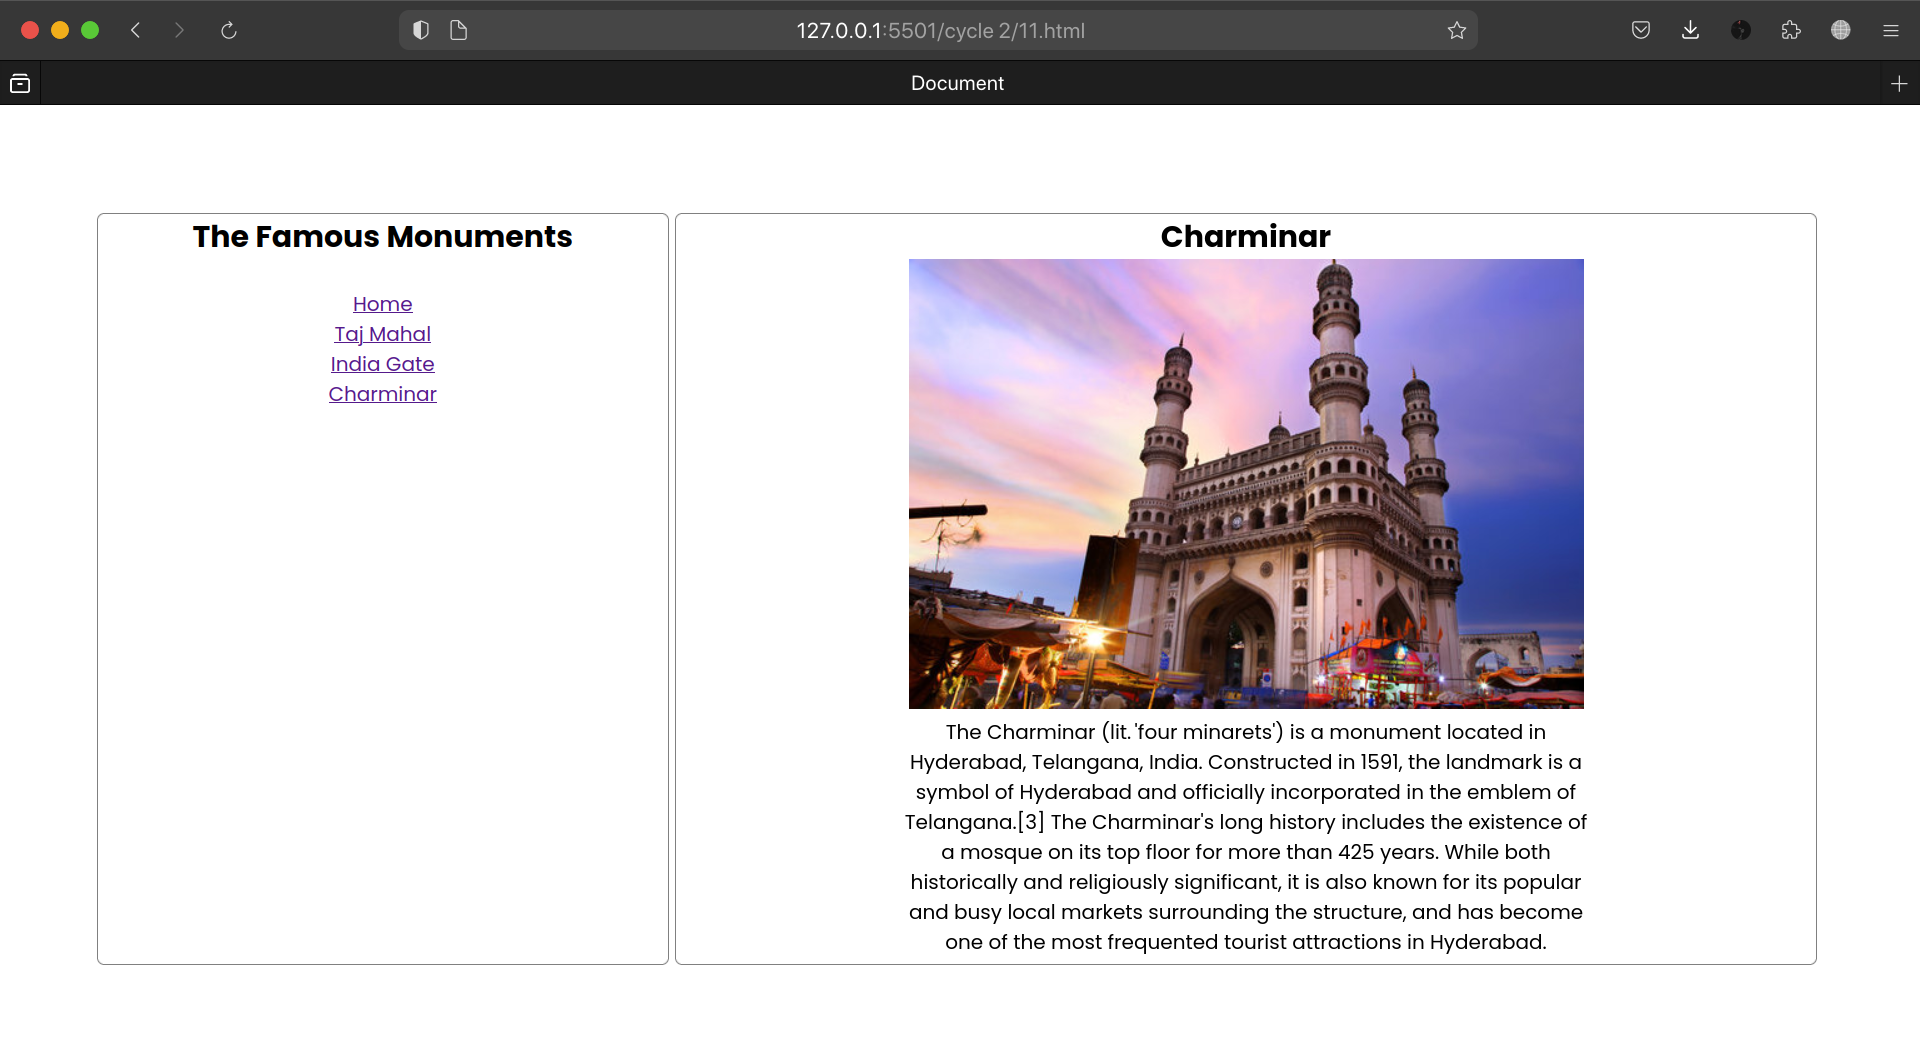 127.0.0.1:5501/cycle 2/11.html
Document
The Famous Monuments
Home
Taj Mahal
India Gate
Charminar
Charminar
The Charminar (lit. 'four minarets') is a monument located in
Hyderabad, Telangana, India. Constructed in 1591, the landmark is a
symbol of Hyderabad and officially incorporated in the emblem of
Telangana.[3] The Charminar's long history includes the existence of
a mosque on its top floor for more than 425 years. While both
historically and religiously significant, it is also known for its popular
and busy local markets surrounding the structure, and has become
one of the most frequented tourist attractions in Hyderabad.